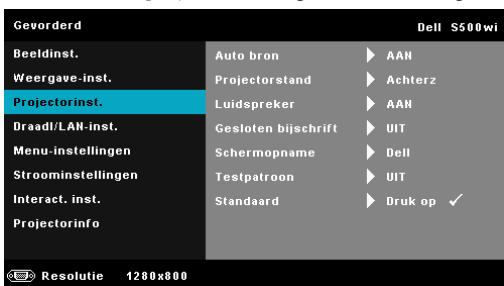 Gevorderd Dell S500wi
Beeldinst. Auto bron AAN
Weergave-inst. Projectorstand Achterz
Projectorinst. Luidspreker AAN
Draadl/LAN-inst. Gesloten bijschrift UIT
Menu-instellingen Schermopname Dell
Stroominstellingen Testpatroon UIT
Interact. inst. Standaard Druk op ✓
Projectorinfo
Resolutie 1280x800